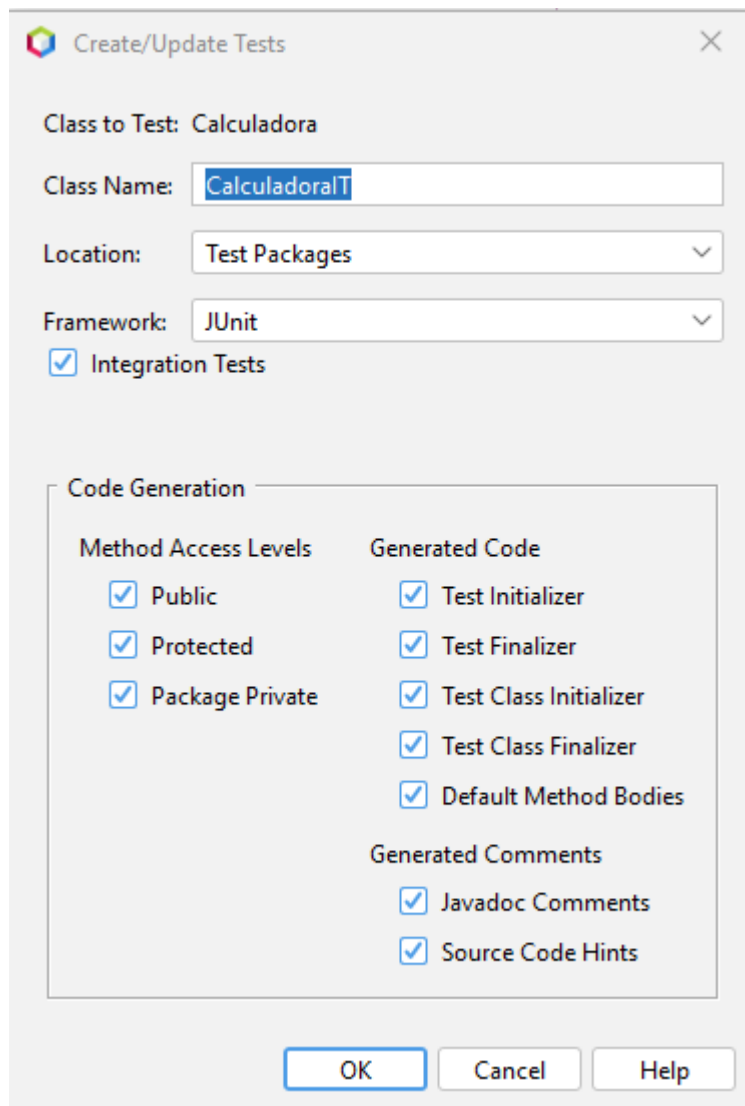 Create/Update Tests
Class to Test: Calculadora
Class Name: CalculadoraIT
Location: Test Packages
Framework: JUnit
Integration Tests
Code Generation
Method Access Levels Generated Code
Public Test Initializer
Protected Test Finalizer
Package Private Test Class Initializer
Test Class Finalizer
Default Method Bodies
Generated Comments
Javadoc Comments
Source Code Hints
OK Cancel Help